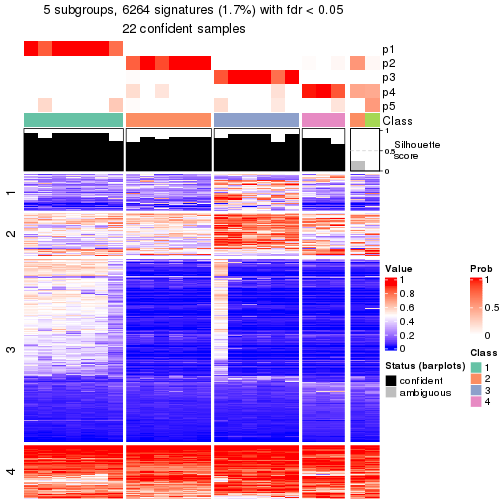 5 subgroups, 6264 signatures (1.7%) with fdr < 0.05
22 confident samples
p1
p2
p3
p4
p5
Class
1
0.5
0
Silhouette
score
1
2
3
4
Value
1
0.8
0.6
0.4
0.2
0
Prob
1
0.5
0
Status (barplots)
confident
ambiguous
Class
1
2
3
4